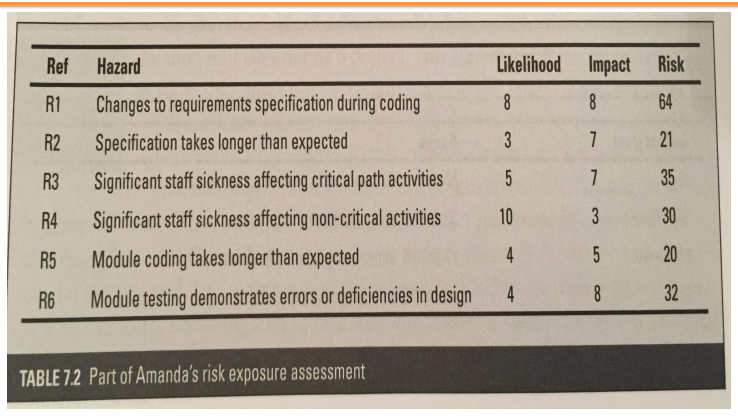 Ref Hazard Likelihood Impact Risk
R1 Changes to requirements specification during coding 8 8 64
R2 Specification takes longer than expected 3 7 21
R3 Significant staff sickness affecting critical path activities 5 7 35
R4 Significant staff sickness affecting non-critical activities 10 3 30
R5 Module coding takes longer than expected 4 5 20
R6 Module testing demonstrates errors or deficiencies in design 4 8 32
TABLE 7.2 Part of Amanda's risk exposure assessment